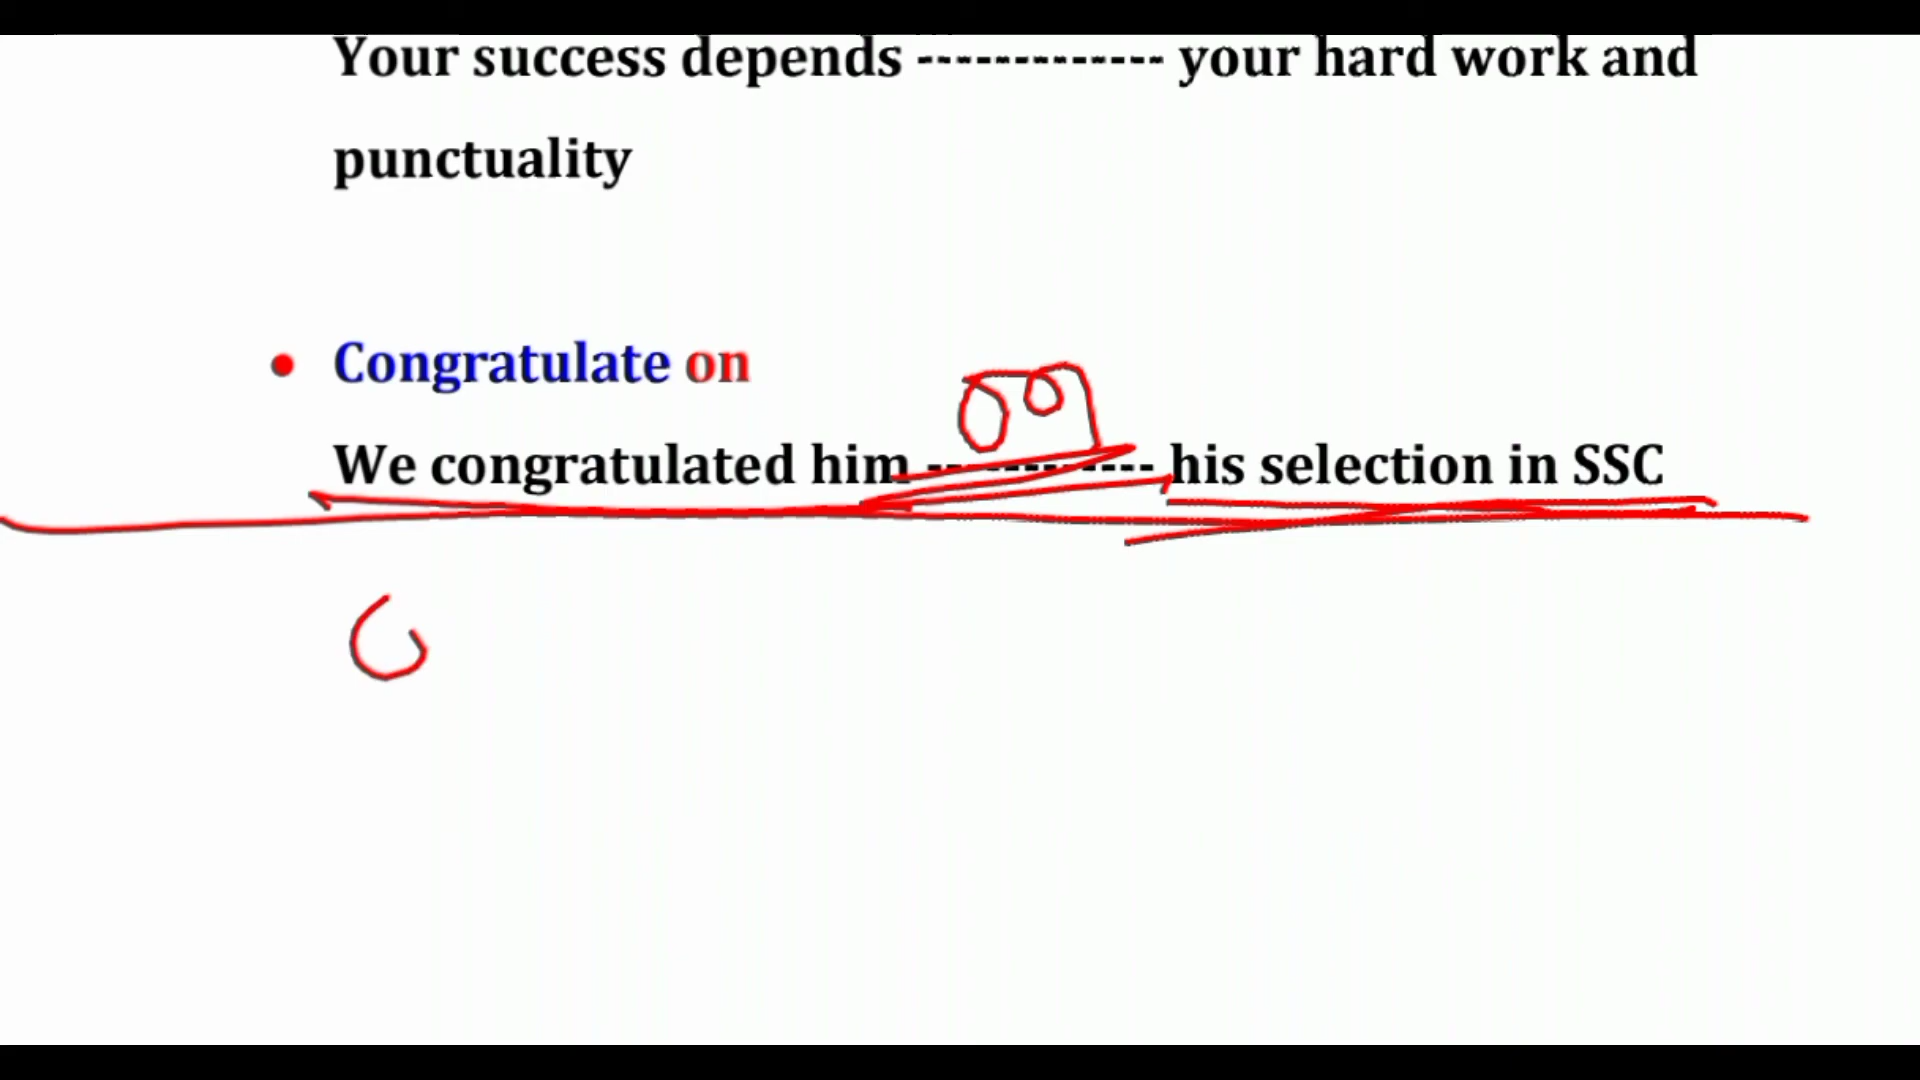 Your success depends ------------- your hard work and
punctuality
• Congratulate on
on
We congratulated him ------------ his selection in SSC